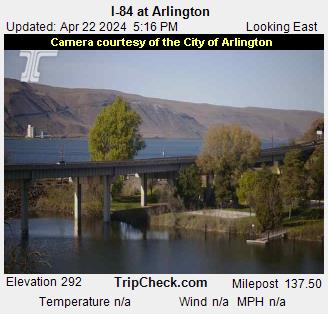 I-84 at Arlington
Updated: Apr 22 2024 5:16 PM Looking East
Camera courtesy of the City of Arlington
Elevation 292 TripCheck.com Milepost 137.50
Temperature n/a Wind n/a MPH n/a